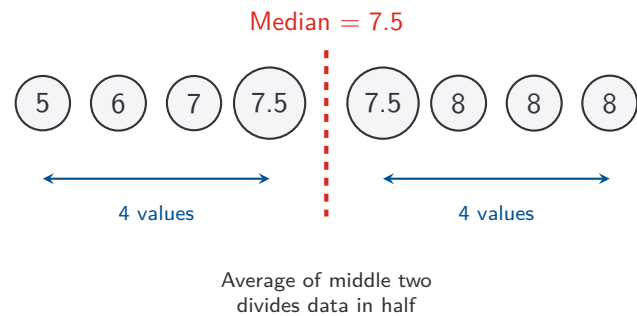 Median = 7.5
5 6 7 7.5 7.5 8 8 8
4 values 4 values
Average of middle two
divides data in half